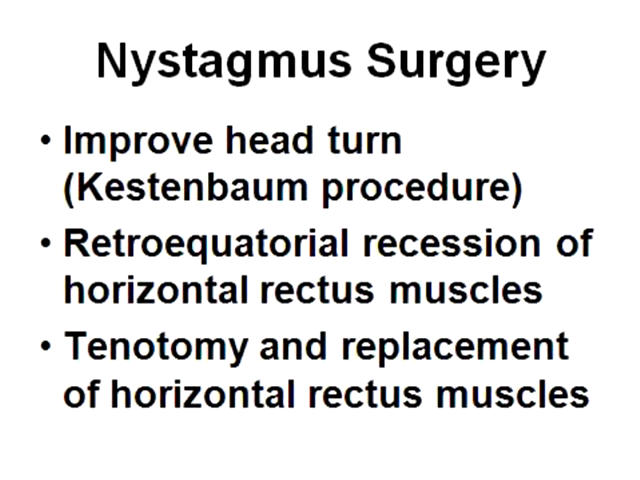 Nystagmus Surgery
• Improve head turn
(Kestenbaum procedure)
• Retroequatorial recession of
horizontal rectus muscles
• Tenotomy and replacement
of horizontal rectus muscles